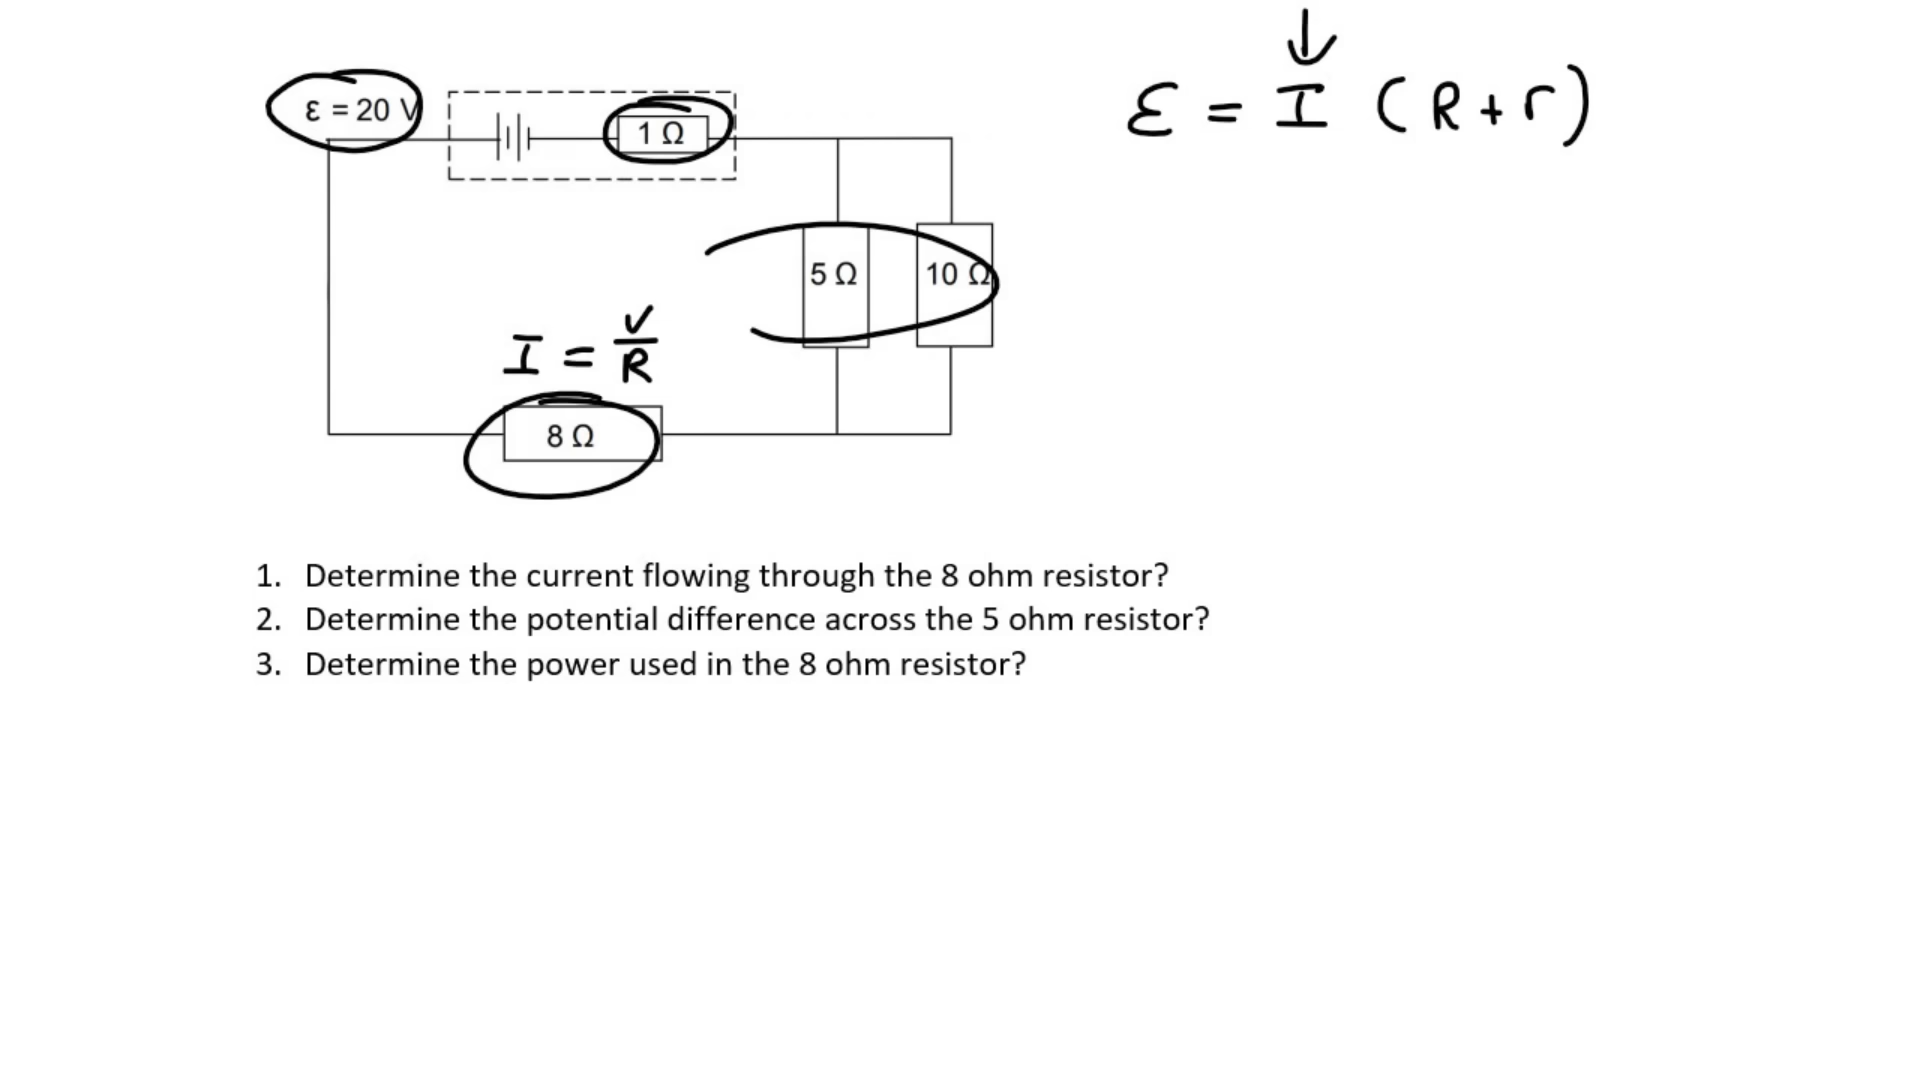 ε = 20 V
1 Ω
ε = I (R + r)
5 Ω
10 Ω
I = V/R
8 Ω
1. Determine the current flowing through the 8 ohm resistor?
2. Determine the potential difference across the 5 ohm resistor?
3. Determine the power used in the 8 ohm resistor?